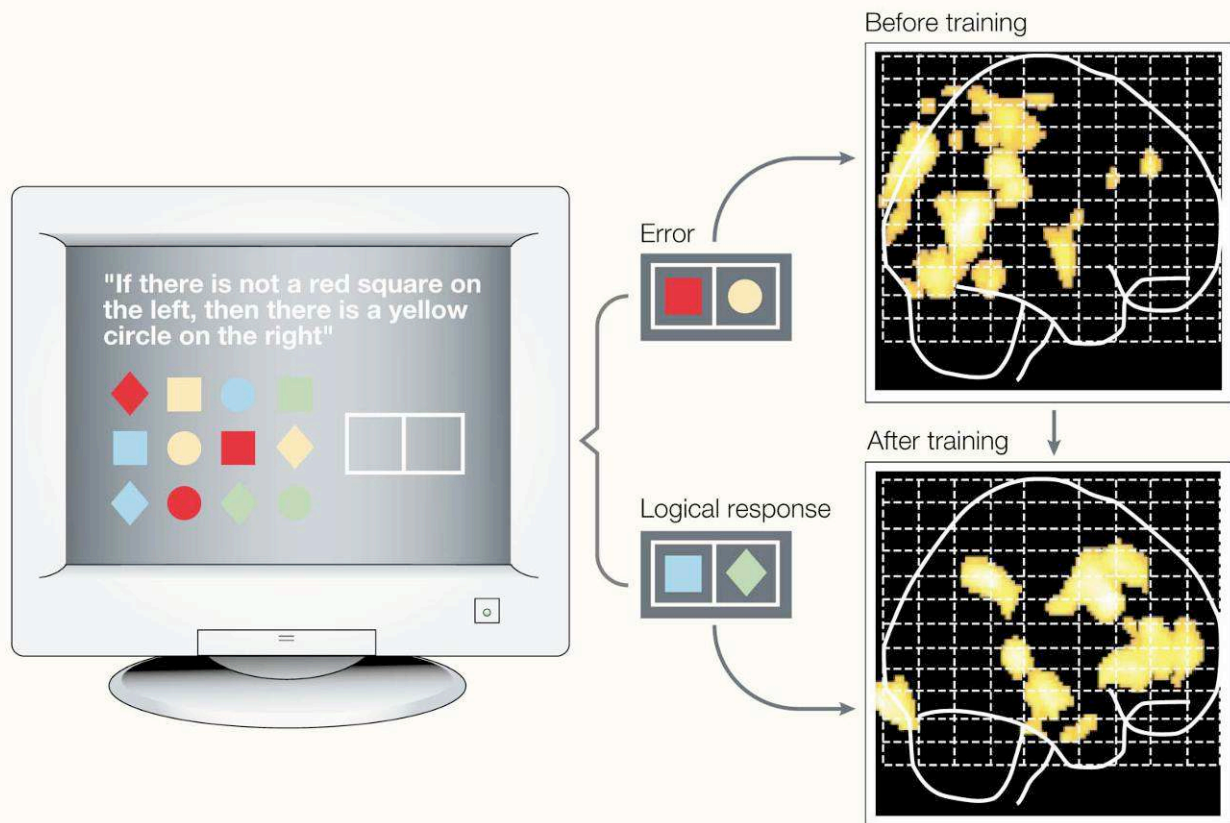 Before training
Error
"If there is not a red square on
the left, then there is a yellow
circle on the right"
After training
Logical response